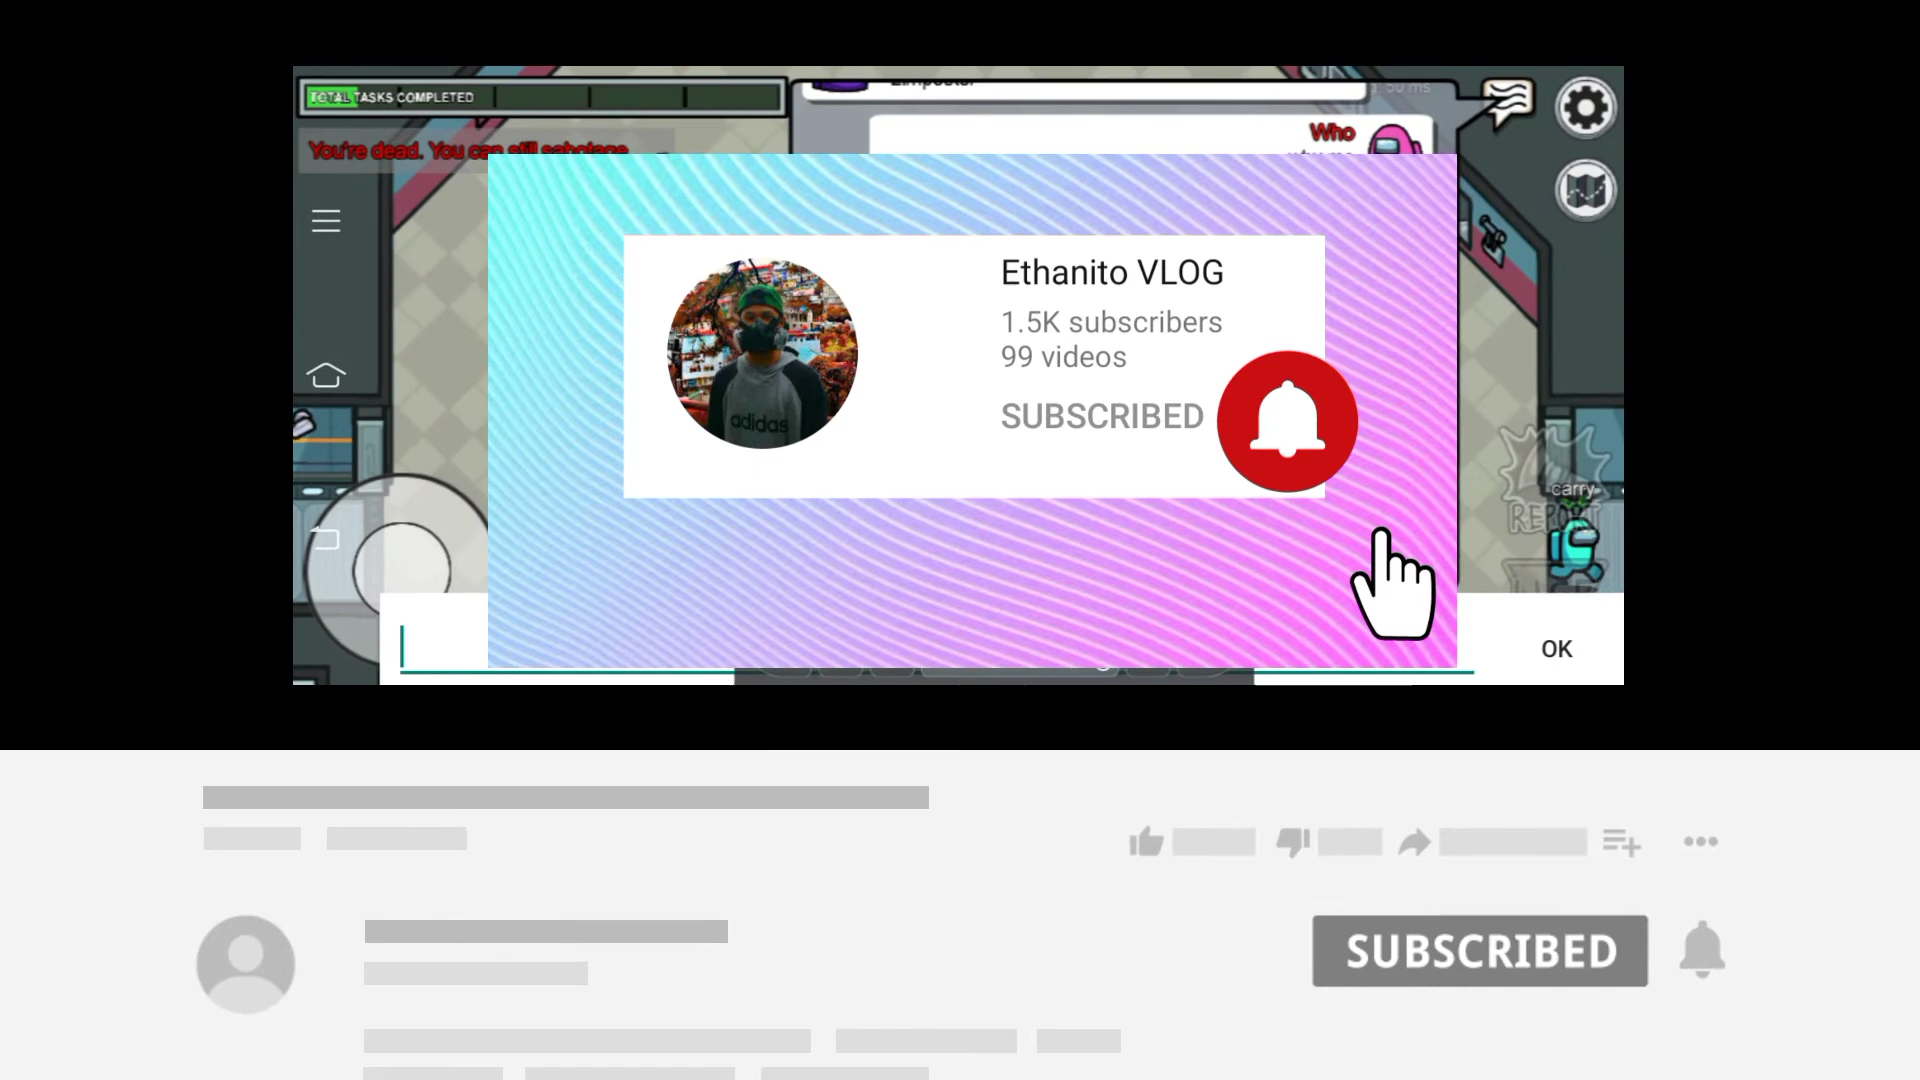 TOTAL TASKS COMPLETED
You're dead. You can still sabotage.
Who
Ethanito VLOG
1.5K subscribers
99 videos
SUBSCRIBED
adidas
carry
REPORT
OK
SUBSCRIBED